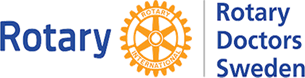 Rotary
ROTARY
INTERNATIONAL
Rotary
Doctors
Sweden